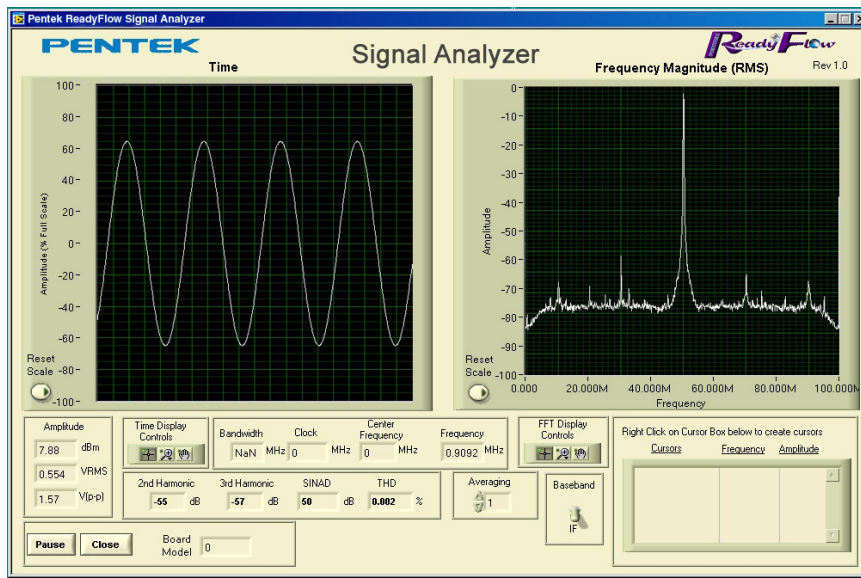 Pentek ReadyFlow Signal Analyzer
PENTEK
Signal Analyzer
ReadyFlow
Rev 1.0
Time
100
80
60
40
20
0
-20
-40
-60
-80
-100
Amplitude (% Full Scale)
Reset
Scale
Frequency Magnitude (RMS)
0
-10
-20
-30
-40
-50
-60
-70
-80
-90
-100
Amplitude
Reset
Scale
0.000 20.000M 40.000M 60.000M 80.000M 100.000M
Frequency
Amplitude
7.88 dBm
0.554 VRMS
1.57 V(p-p)
Time Display
Controls
Bandwidth Clock Center Frequency Frequency
NaN MHz 0 MHz 0 MHz 0.9092 MHz
FFT Display
Controls
2nd Harmonic 3rd Harmonic SINAD THD
-55 dB -57 dB 50 dB 0.002 %
Averaging
1
Baseband
IF
Right Click on Cursor Box below to create cursors
Cursors Frequency Amplitude
Pause Close Board Model 0